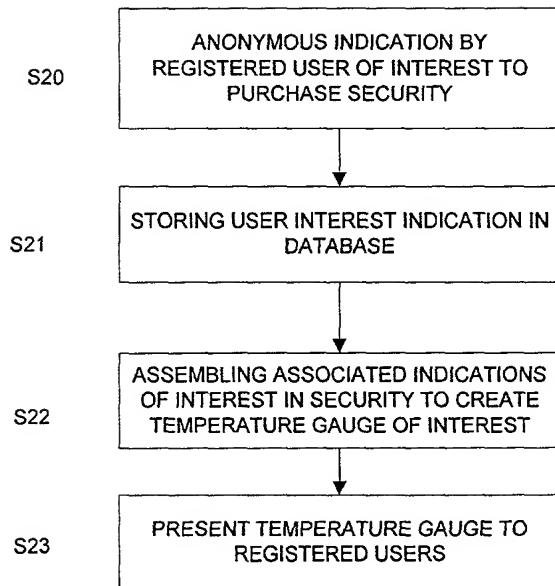 S20
ANONYMOUS INDICATION BY
REGISTERED USER OF INTEREST TO
PURCHASE SECURITY
S21
STORING USER INTEREST INDICATION IN
DATABASE
S22
ASSEMBLING ASSOCIATED INDICATIONS
OF INTEREST IN SECURITY TO CREATE
TEMPERATURE GAUGE OF INTEREST
S23
PRESENT TEMPERATURE GAUGE TO
REGISTERED USERS